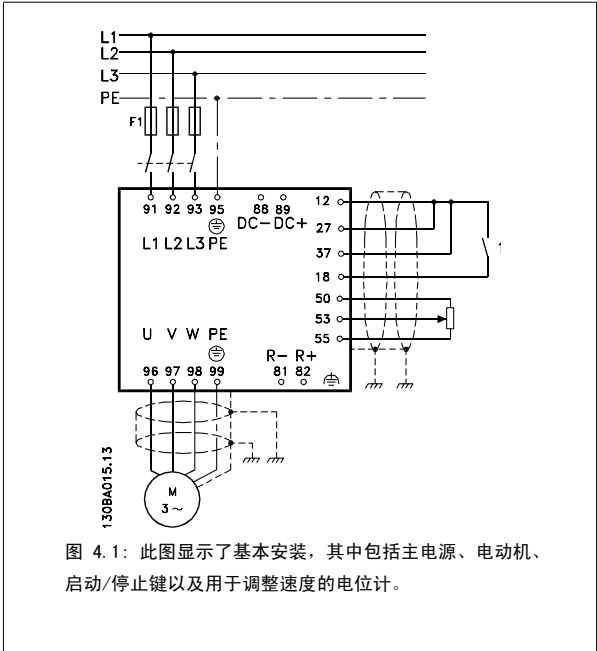 L1
L2
L3
PE
F1
91 92 93 95 88 89 12
DC- DC+
L1 L2 L3 PE
27
37
18
50
53
55
U V W PE
R- R+
96 97 98 99 81 82
M
3~
130BA015.13
图 4.1: 此图显示了基本安装，其中包括主电源、电动机、
启动/停止键以及用于调整速度的电位计。